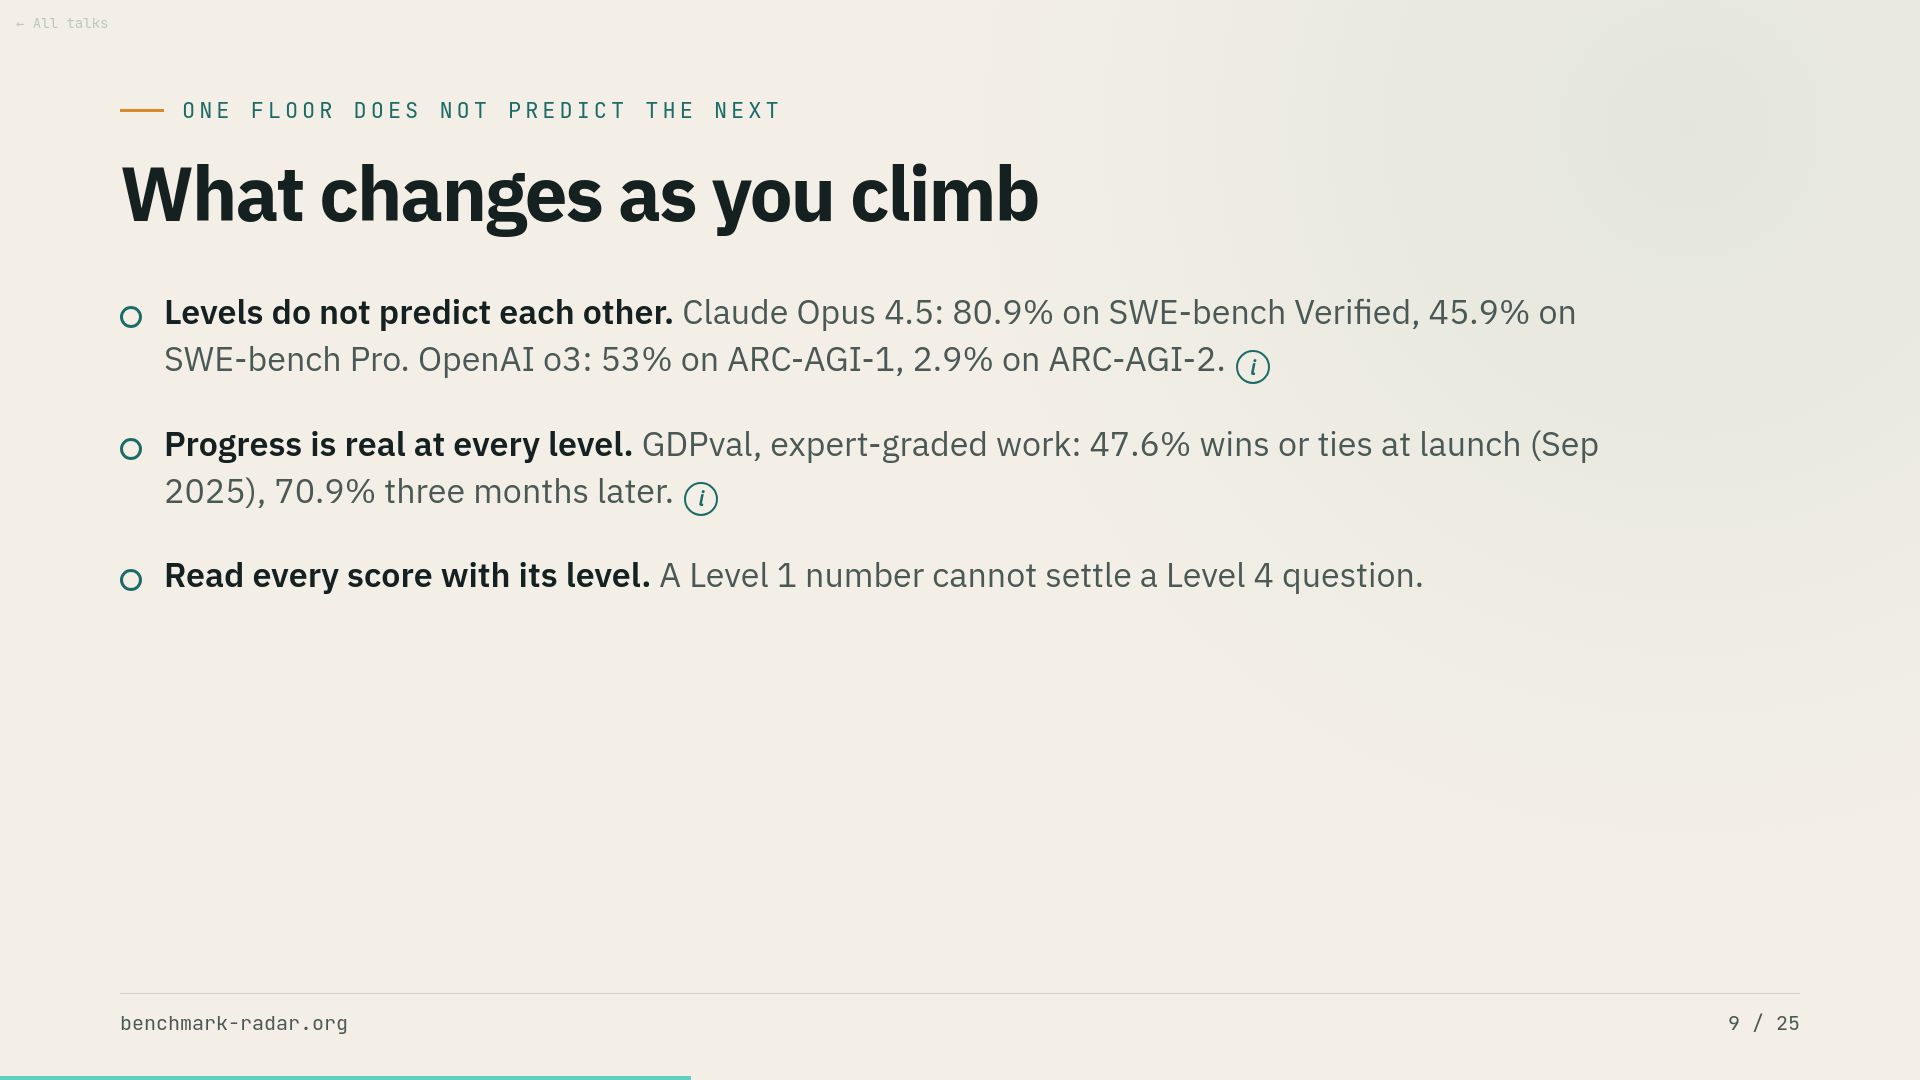 ← All talks
ONE FLOOR DOES NOT PREDICT THE NEXT
What changes as you climb
Levels do not predict each other. Claude Opus 4.5: 80.9% on SWE-bench Verified, 45.9% on
SWE-bench Pro. OpenAI o3: 53% on ARC-AGI-1, 2.9% on ARC-AGI-2. i
Progress is real at every level. GDPval, expert-graded work: 47.6% wins or ties at launch (Sep
2025), 70.9% three months later. i
Read every score with its level. A Level 1 number cannot settle a Level 4 question.
benchmark-radar.org
9 / 25